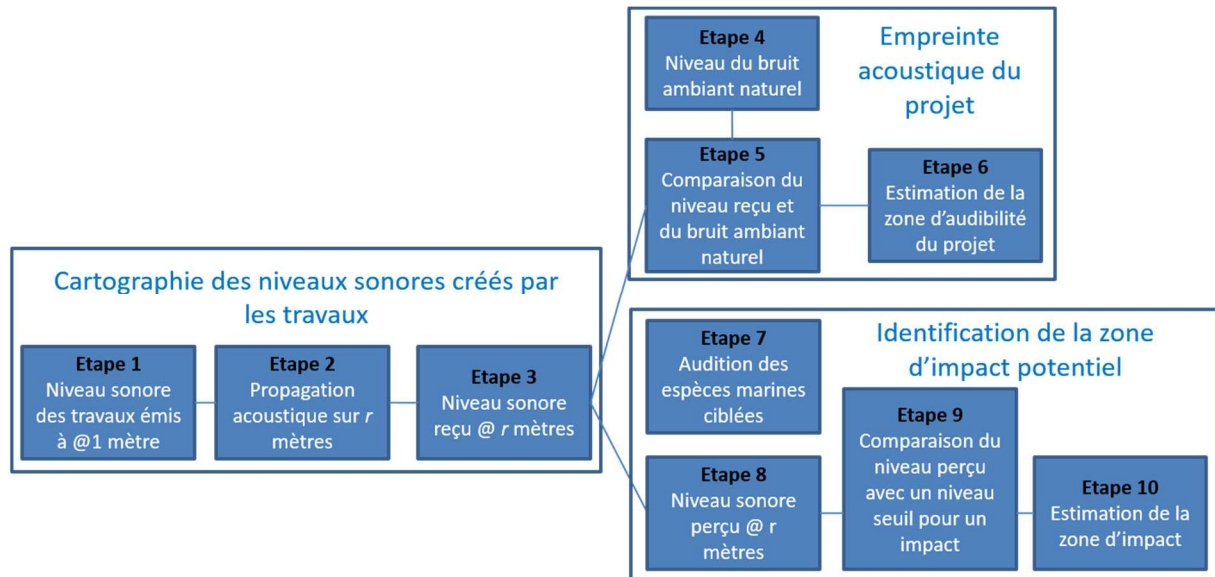 Cartographie des niveaux sonores créés par
les travaux
Etape 1
Niveau sonore
des travaux émis
à @1 mètre
Etape 2
Propagation
acoustique sur r
mètres
Etape 3
Niveau sonore
reçu @ r mètres
Empreinte
acoustique du
projet
Etape 4
Niveau du bruit
ambiant naturel
Etape 5
Comparaison du
niveau reçu et
du bruit ambiant
naturel
Etape 6
Estimation de la
zone d'audibilité
du projet
Identification de la zone
d'impact potentiel
Etape 7
Audition des
espèces marines
ciblées
Etape 8
Niveau sonore
perçu @ r
mètres
Etape 9
Comparaison du
niveau perçu
avec un niveau
seuil pour un
impact
Etape 10
Estimation de la
zone d'impact